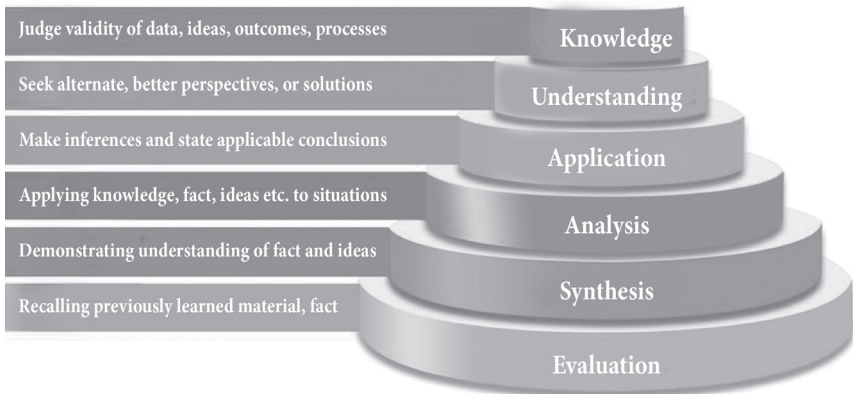 Judge validity of data, ideas, outcomes, processes
Knowledge
Seek alternate, better perspectives, or solutions
Understanding
Make inferences and state applicable conclusions
Application
Applying knowledge, fact, ideas etc. to situations
Analysis
Demonstrating understanding of fact and ideas
Synthesis
Recalling previously learned material, fact
Evaluation